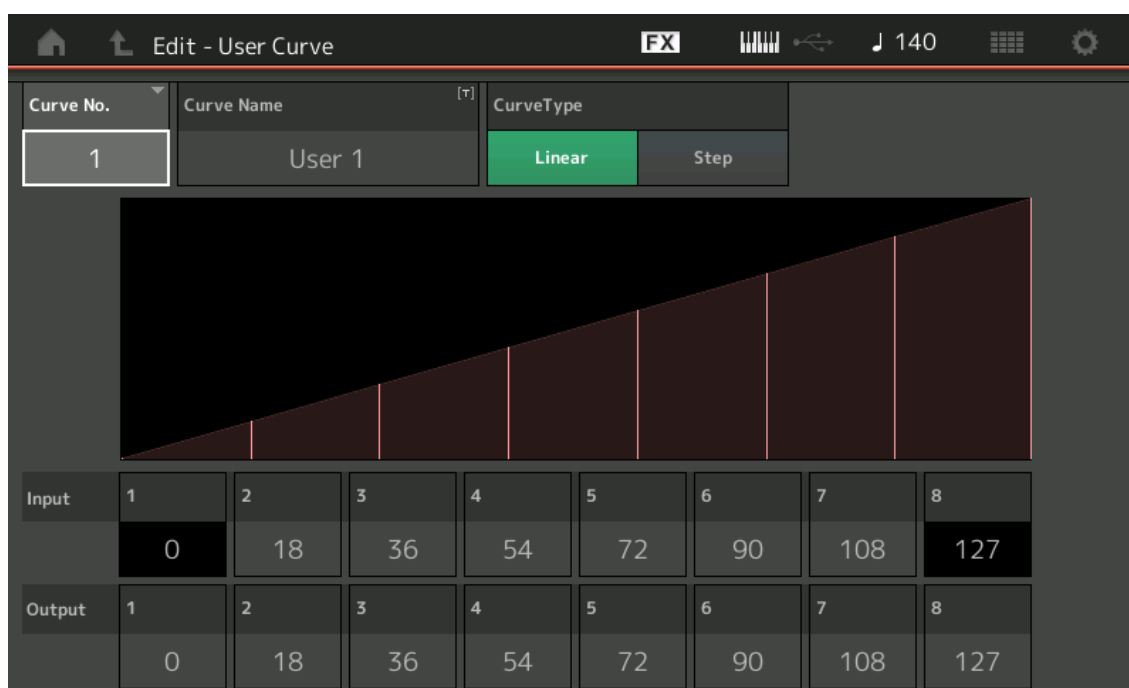 Edit - User Curve FX ♩ 140
Curve No. Curve Name [T] CurveType
1 User 1 Linear Step
Input 1 2 3 4 5 6 7 8
0 18 36 54 72 90 108 127
Output 1 2 3 4 5 6 7 8
0 18 36 54 72 90 108 127